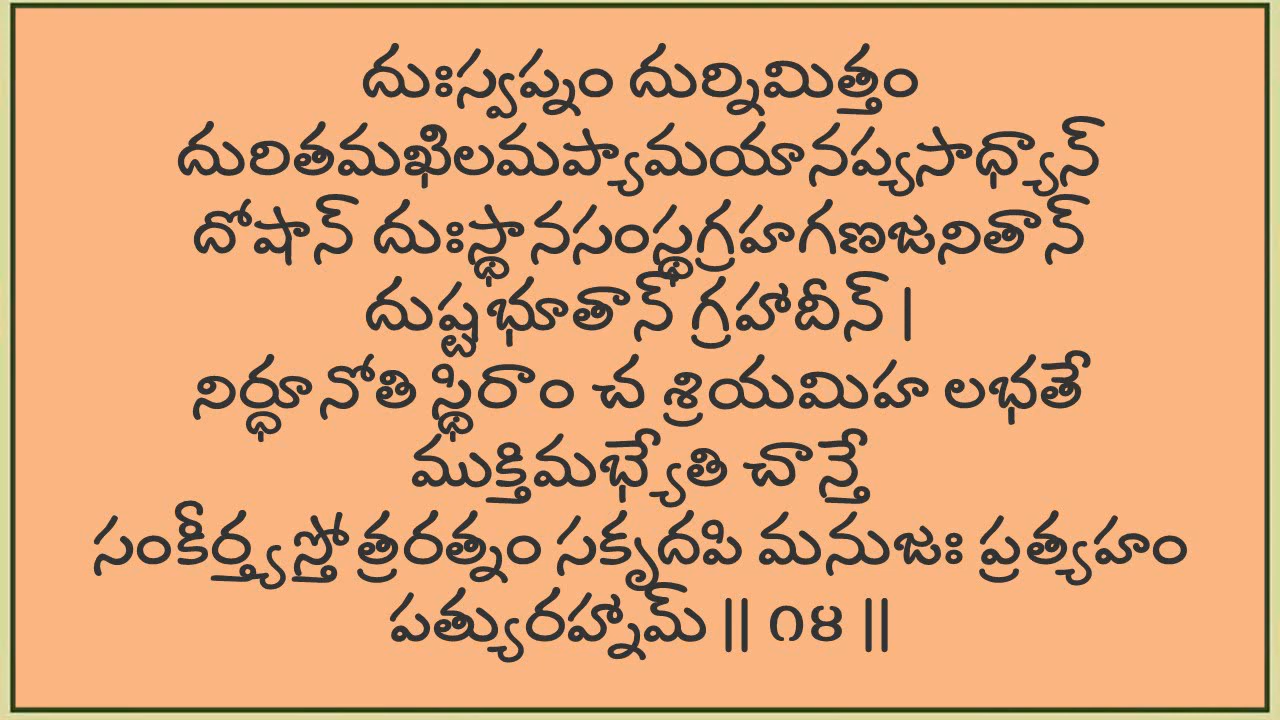 దుఃస్వప్నం దుర్నిమిత్తం
దురితమఖిలమప్యామయానప్యసాధ్యాన్
దోషాన్ దుఃస్థానసంస్థగ్రహగణజనితాన్
దుష్టభూతాన్ గ్రహాదీన్ |
నిర్ధూనోతి స్థిరాం చ శ్రియమిహ లభతే
ముక్తిమభ్యేతి చాన్తే
సంకీర్త్యస్తోత్రరత్నం సకృదపి మనుజః ప్రత్యహం
పత్యురహ్నామ్ || ౧౪ ||